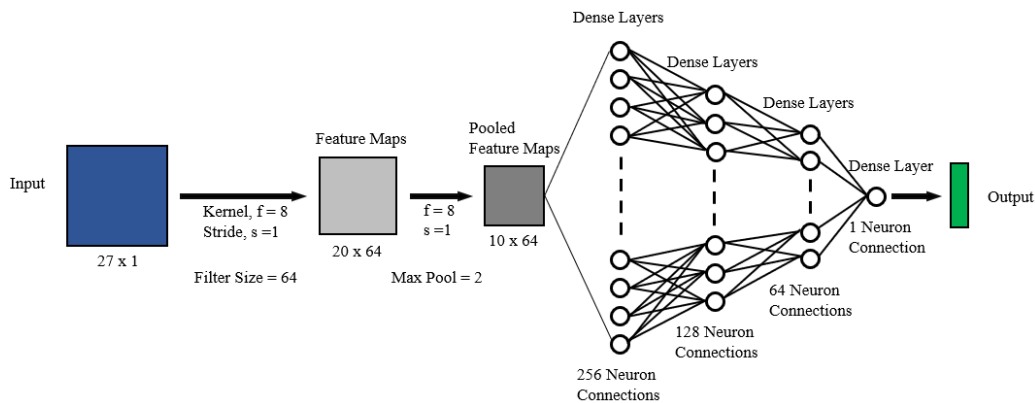 Input
27 x 1
Kernel, f = 8
Stride, s =1
Filter Size = 64
Feature Maps
20 x 64
f = 8
s =1
Max Pool = 2
Pooled
Feature Maps
10 x 64
Dense Layers
256 Neuron
Connections
Dense Layers
128 Neuron
Connections
Dense Layers
64 Neuron
Connections
Dense Layer
1 Neuron
Connection
Output